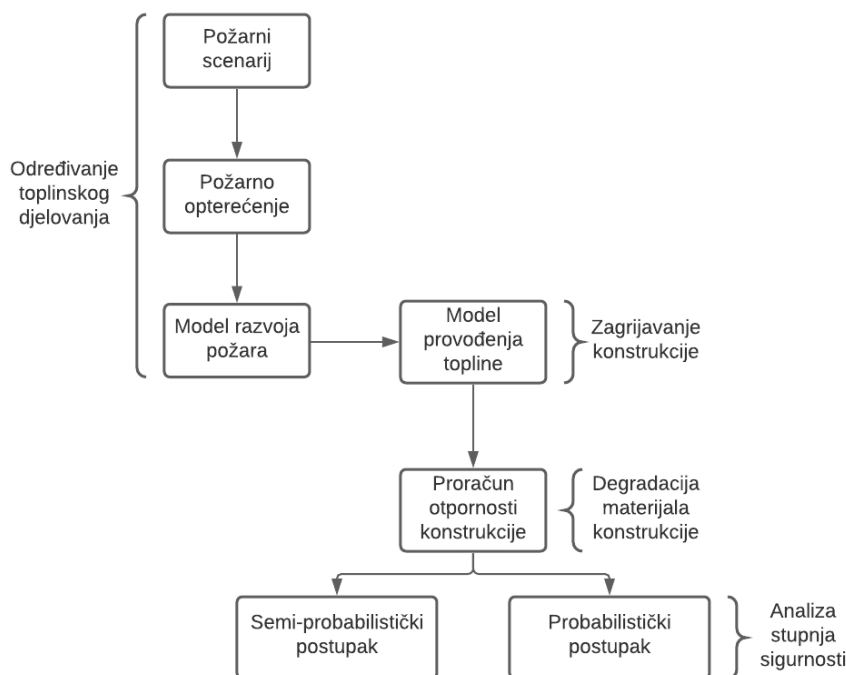 Požarni
scenarij
Određivanje
toplinskog
djelovanja
Požarno
opterećenje
Model razvoja
požara
Model
provođenja
topline
Zagrijavanje
konstrukcije
Proračun
otpornosti
konstrukcije
Degradacija
materijala
konstrukcije
Semi-probabilistički
postupak
Probabilistički
postupak
Analiza
stupnja
sigurnosti